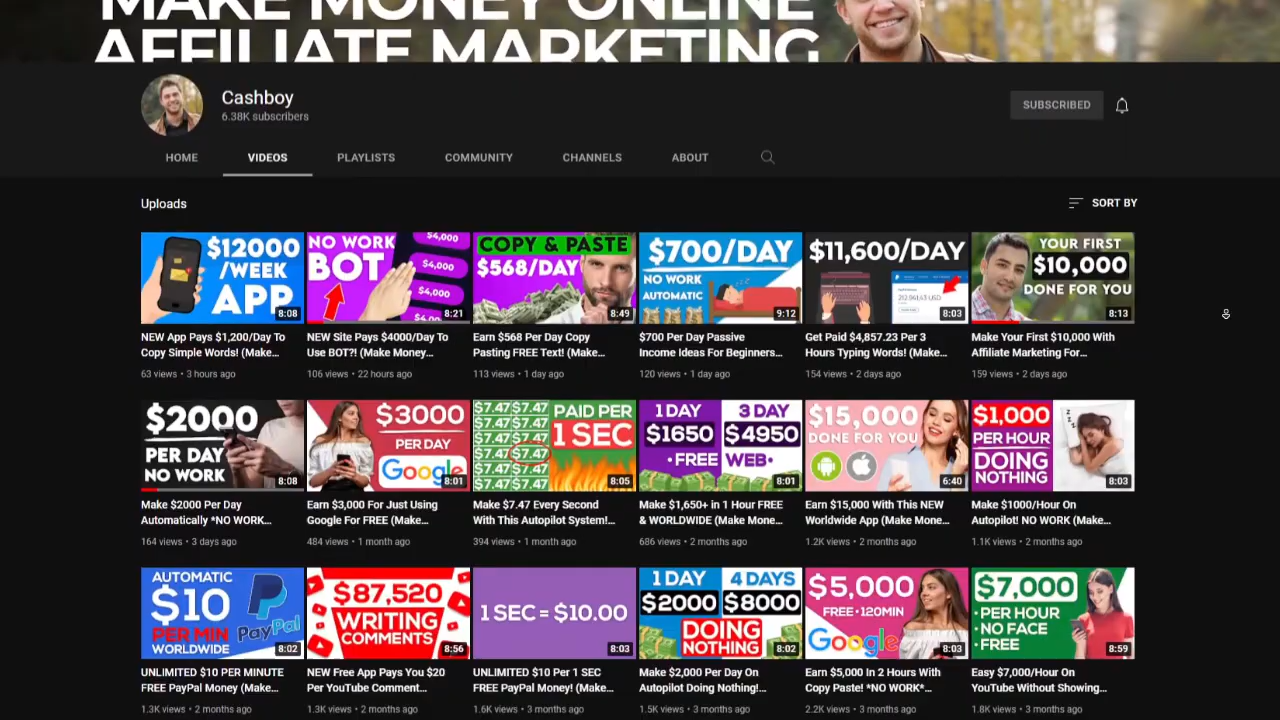 MAKE MONEY ONLINE
AFFILIATE MARKETING
Cashboy
6.38K subscribers
SUBSCRIBED
HOME
VIDEOS
PLAYLISTS
COMMUNITY
CHANNELS
ABOUT
Uploads
SORT BY
$12000
/WEEK
APP
8:08
NEW App Pays $1,200/Day To
Copy Simple Words! (Make...
63 views • 3 hours ago
NO WORK
BOT
$4,000
$4,000
$4,000
8:21
NEW Site Pays $4000/Day To
Use BOT?! (Make Money...
106 views • 22 hours ago
COPY & PASTE
$568/DAY
8:49
Earn $568 Per Day Copy
Pasting FREE Text! (Make...
113 views • 1 day ago
$700/DAY
NO WORK
AUTOMATIC
9:12
$700 Per Day Passive
Income Ideas For Beginners...
120 views • 1 day ago
$11,600/DAY
8:03
Get Paid $4,857.23 Per 3
Hours Typing Words! (Make...
154 views • 2 days ago
YOUR FIRST
$10,000
DONE FOR YOU
8:13
Make Your First $10,000 With
Affiliate Marketing For...
159 views • 2 days ago
$2000
PER DAY
NO WORK
8:08
Make $2000 Per Day
Automatically *NO WORK...
164 views • 3 days ago
$3000
PER DAY
Google
8:01
Earn $3,000 For Just Using
Google For FREE (Make...
484 views • 1 month ago
$7.47 $7.47
$7.47 $7.47
$7.47 $7.47
$7.47 $7.47
$7.47 $7.47
$7.47
PAID PER
1 SEC
8:05
Make $7.47 Every Second
With This Autopilot System!...
394 views • 1 month ago
1 DAY
$1650
3 DAY
$4950
•FREE WEB•
8:01
Make $1,650+ in 1 Hour FREE
& WORLDWIDE (Make Mone...
686 views • 2 months ago
$15,000
DONE FOR YOU
6:40
Earn $15,000 With This NEW
Worldwide App (Make Mone...
1.2K views • 2 months ago
$1,000
PER HOUR
DOING
NOTHING
8:03
Make $1000/Hour On
Autopilot! NO WORK (Make...
1.1K views • 2 months ago
AUTOMATIC
$10
PER MIN
WORLDWIDE
PayPal
8:02
UNLIMITED $10 PER MINUTE
FREE PayPal Money (Make...
1.3K views • 2 months ago
$87,520
WRITING
COMMENTS
8:56
NEW Free App Pays You $20
Per YouTube Comment...
1.3K views • 2 months ago
1 SEC = $10.00
8:03
UNLIMITED $10 Per 1 SEC
FREE PayPal Money! (Make...
1.6K views • 3 months ago
1 DAY
$2000
4 DAYS
$8000
DOING
NOTHING
8:02
Make $2,000 Per Day On
Autopilot Doing Nothing!...
1.5K views • 3 months ago
$5,000
FREE • 120MIN
Google
8:03
Earn $5,000 In 2 Hours With
Copy Paste! *NO WORK*...
2.2K views • 3 months ago
$7,000
•PER HOUR
•NO FACE
•FREE
8:59
Easy $7,000/Hour On
YouTube Without Showing...
1.8K views • 3 months ago